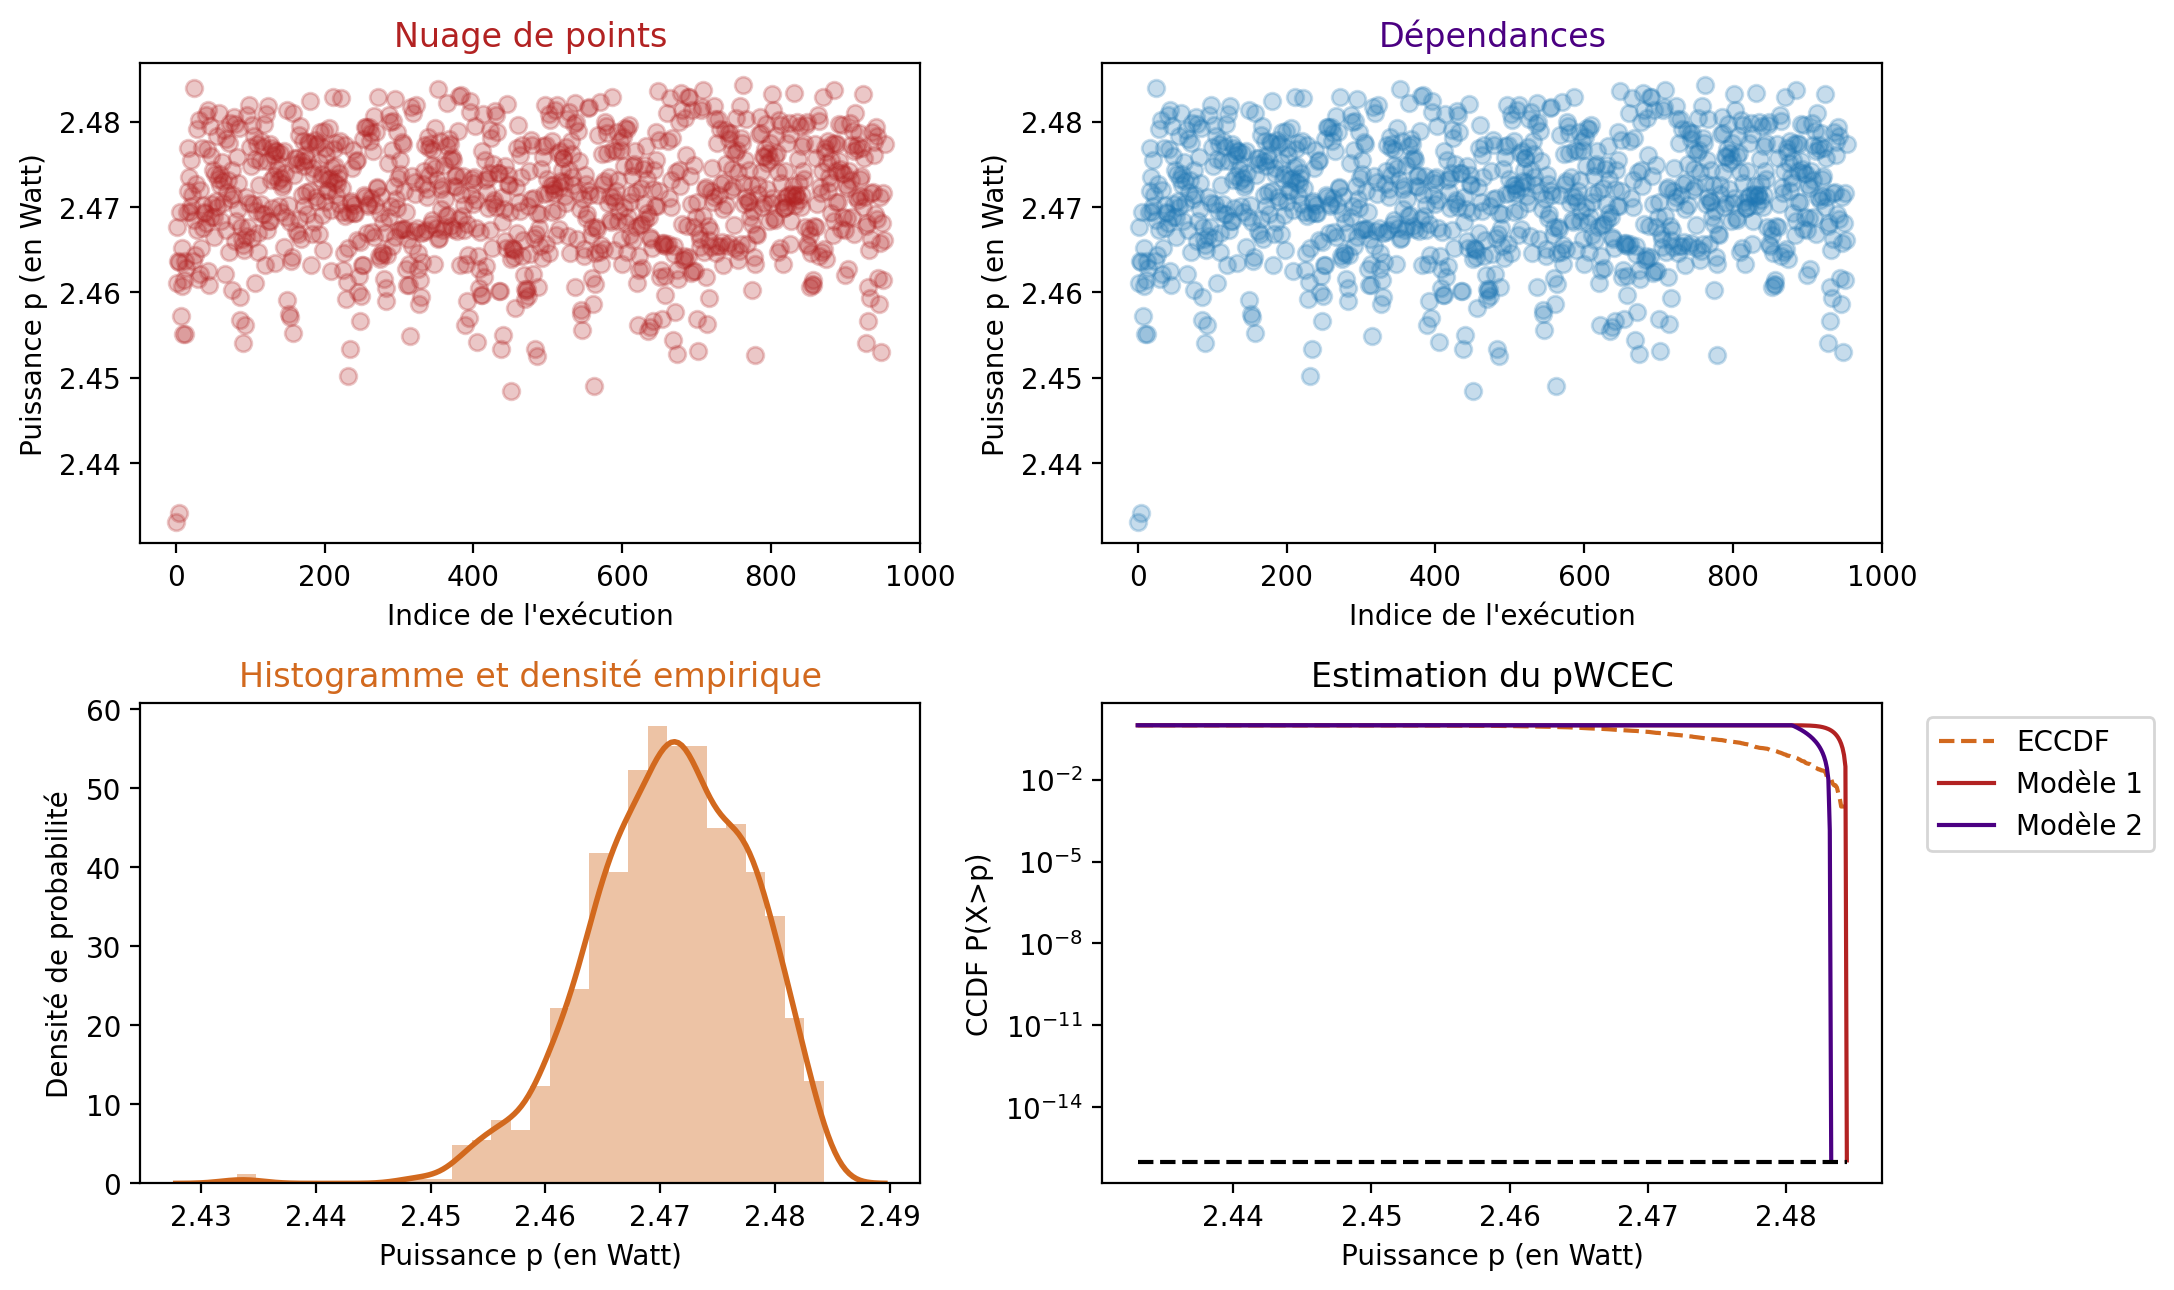 Nuage de points
Puissance p (en Watt)
2.48
2.47
2.46
2.45
2.44
0 200 400 600 800 1000
Indice de l'exécution
Dépendances
Puissance p (en Watt)
2.48
2.47
2.46
2.45
2.44
0 200 400 600 800 1000
Indice de l'exécution
Histogramme et densité empirique
Densité de probabilité
60
50
40
30
20
10
0
2.43 2.44 2.45 2.46 2.47 2.48 2.49
Puissance p (en Watt)
Estimation du pWCEC
CCDF P(X>p)
10⁻²
10⁻⁵
10⁻⁸
10⁻¹¹
10⁻¹⁴
2.44 2.45 2.46 2.47 2.48
Puissance p (en Watt)
ECCDF
Modèle 1
Modèle 2